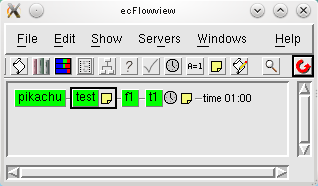 ecFlowview
File Edit Show Servers Windows Help
? A=1
pikachu test f1 t1 time 01:00